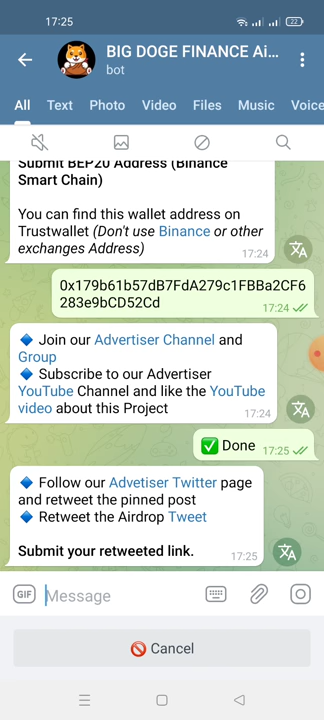 17:25
22
BIG DOGE FINANCE Ai...
bot
All Text Photo Video Files Music Voice
Submit BEP20 Address (Binance
Smart Chain)
You can find this wallet address on
Trustwallet (Don't use Binance or other
exchanges Address)
17:24
0x179b61b57dB7FdA279c1FBBa2CF6
283e9bCD52Cd
17:24
🔷 Join our Advertiser Channel and
Group
🔷 Subscribe to our Advertiser
YouTube Channel and like the YouTube
video about this Project
17:24
✅ Done 17:25
🔷 Follow our Advetiser Twitter page
and retweet the pinned post
🔷 Retweet the Airdrop Tweet
Submit your retweeted link.
17:25
GIF Message
🚫 Cancel